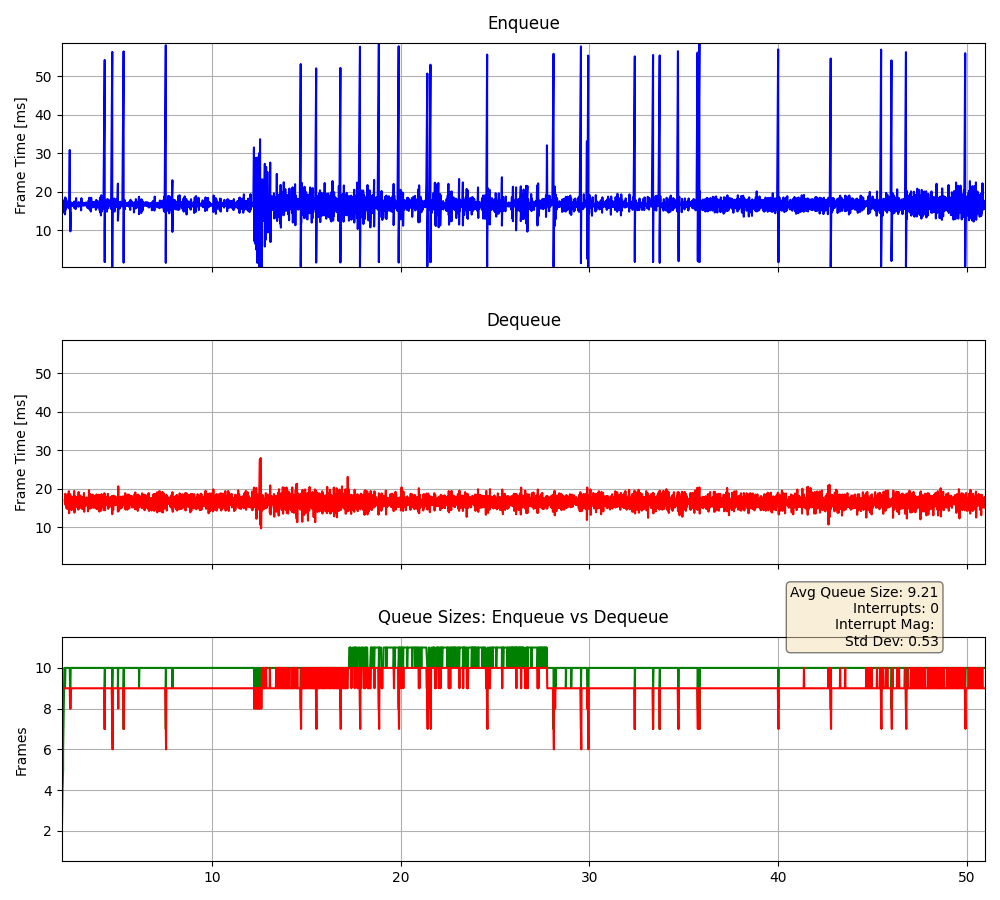 Enqueue
Frame Time [ms]
50
40
30
20
10
Dequeue
Frame Time [ms]
50
40
30
20
10
Avg Queue Size: 9.21
Interrupts: 0
Interrupt Mag:
Std Dev: 0.53
Queue Sizes: Enqueue vs Dequeue
Frames
10
8
6
4
2
10 20 30 40 50